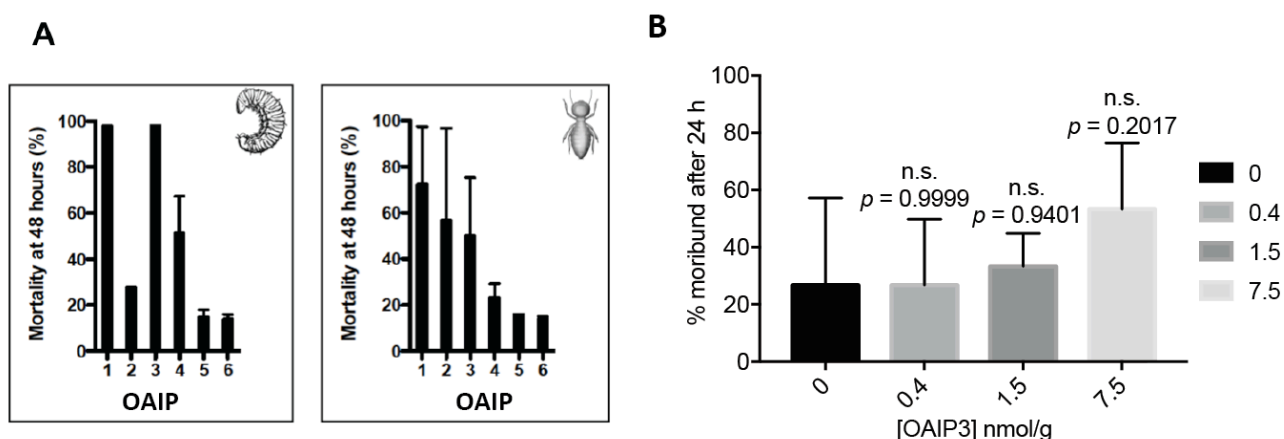 A
Mortality at 48 hours (%)
100
80
60
40
20
0
1 2 3 4 5 6
OAIP
Mortality at 48 hours (%)
100
80
60
40
20
0
1 2 3 4 5 6
OAIP
B
% moribund after 24 h
100
80
60
40
20
0
n.s.
p = 0.9999
n.s.
p = 0.9401
n.s.
p = 0.2017
0
0.4
1.5
7.5
[OAIP3] nmol/g
0
0.4
1.5
7.5